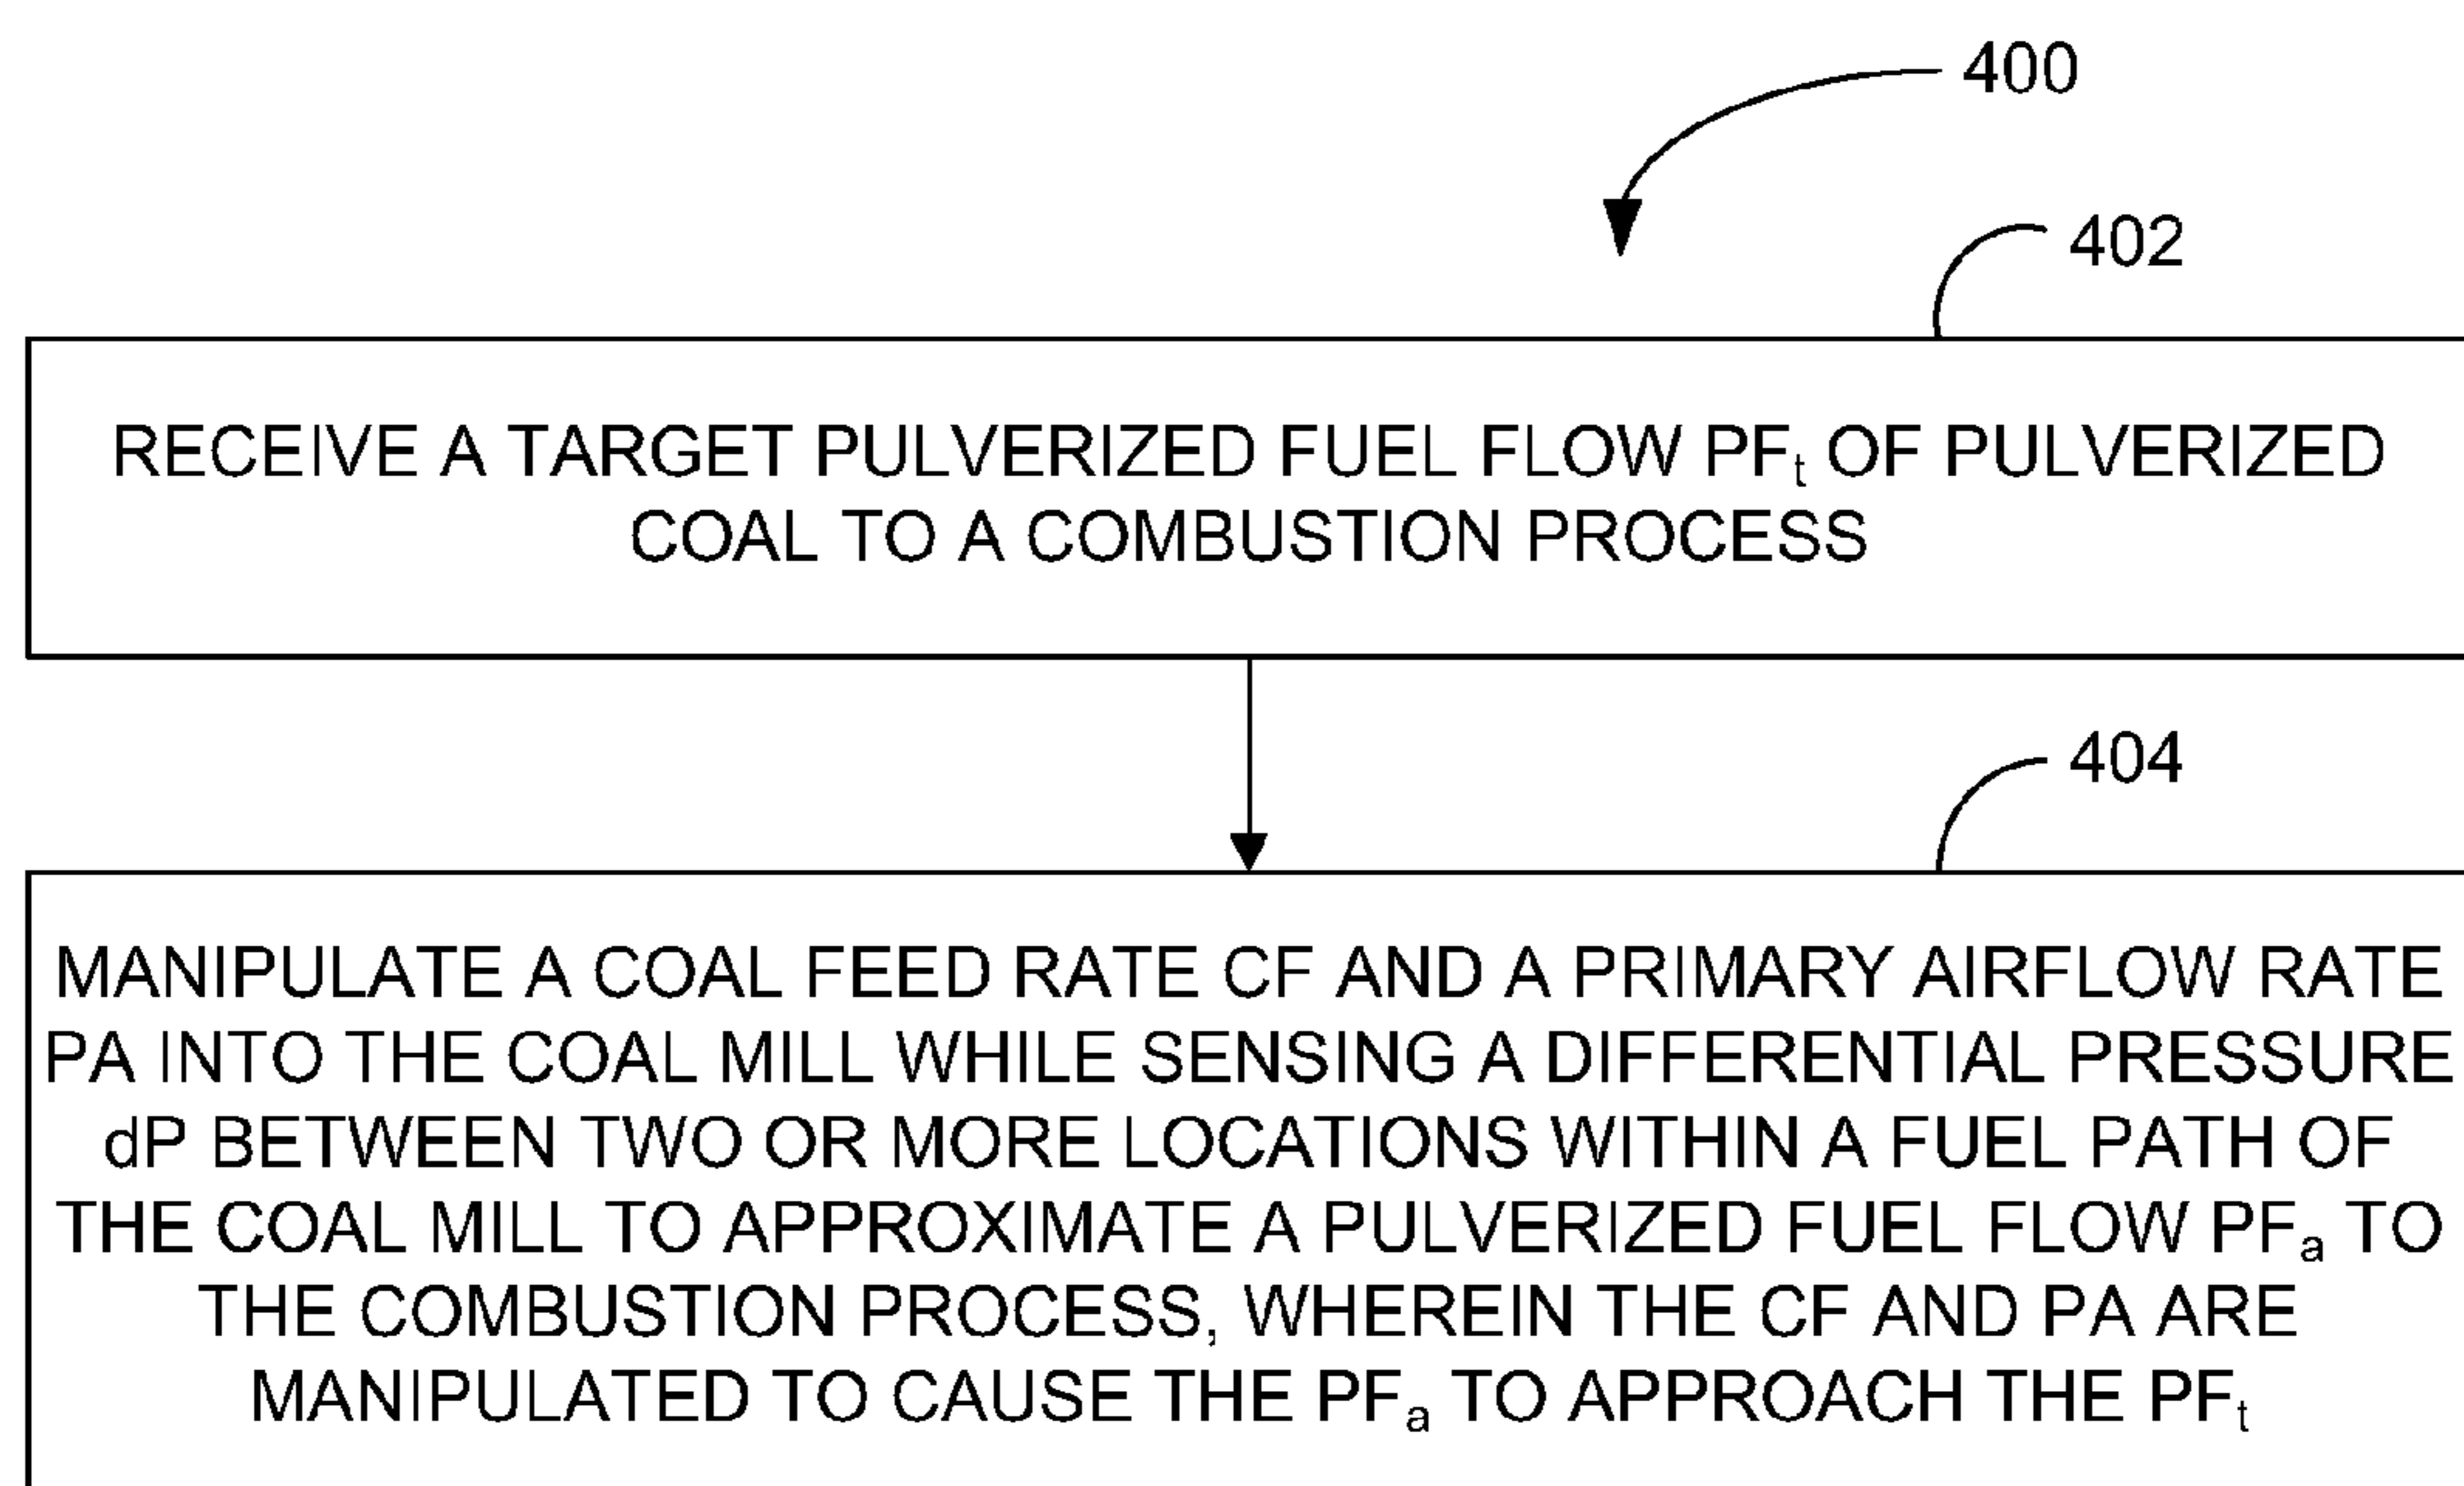 400
402
RECEIVE A TARGET PULVERIZED FUEL FLOW PFₜ OF PULVERIZED
COAL TO A COMBUSTION PROCESS
404
MANIPULATE A COAL FEED RATE CF AND A PRIMARY AIRFLOW RATE
PA INTO THE COAL MILL WHILE SENSING A DIFFERENTIAL PRESSURE
dP BETWEEN TWO OR MORE LOCATIONS WITHIN A FUEL PATH OF
THE COAL MILL TO APPROXIMATE A PULVERIZED FUEL FLOW PFₐ TO
THE COMBUSTION PROCESS, WHEREIN THE CF AND PA ARE
MANIPULATED TO CAUSE THE PFₐ TO APPROACH THE PFₜ